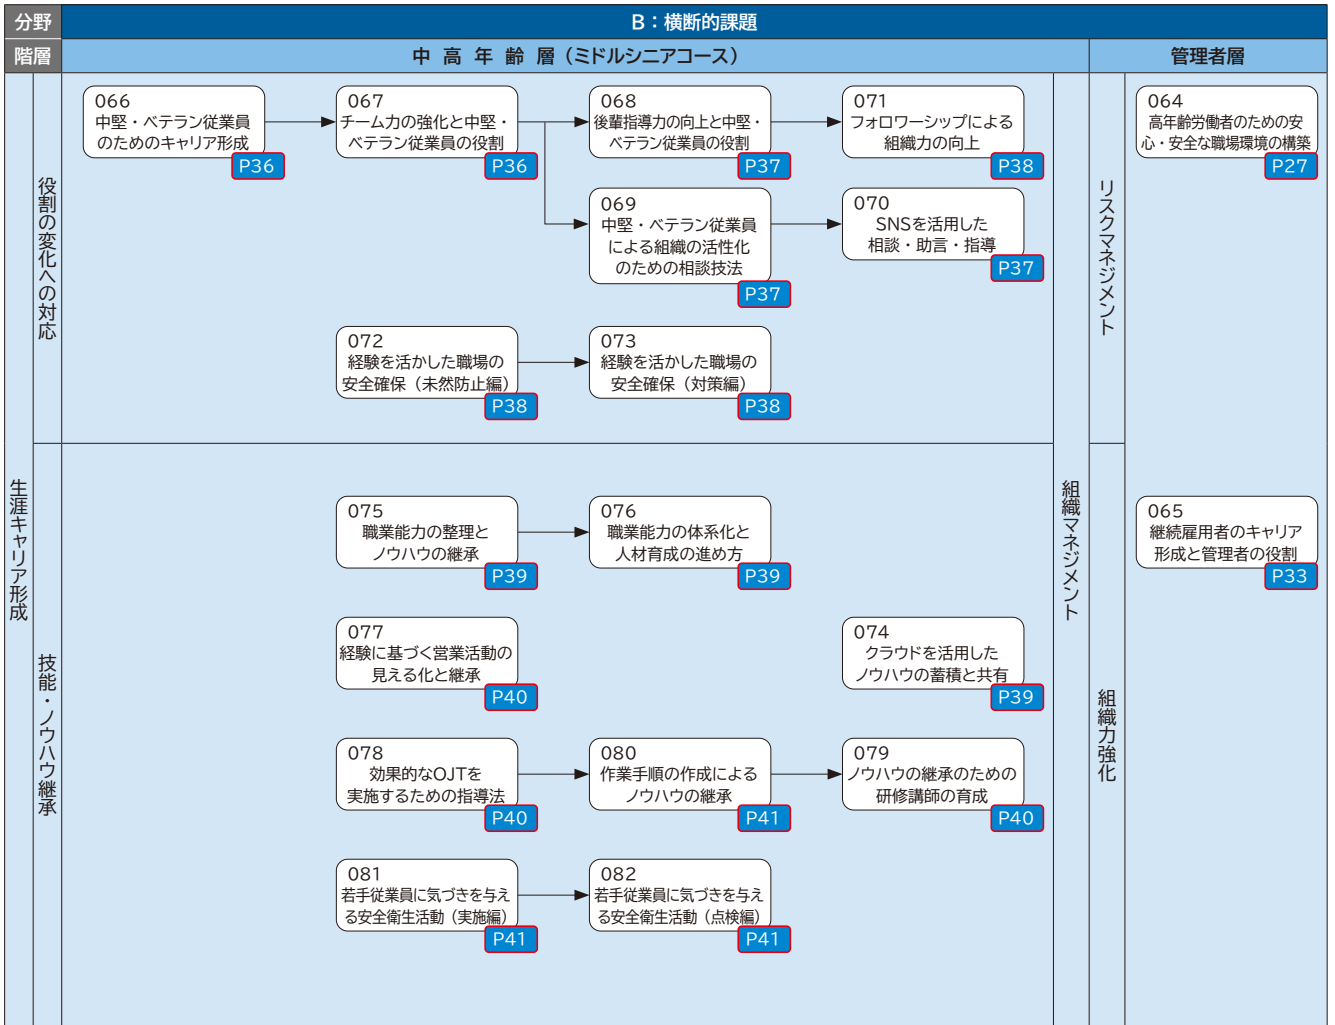 分野
B：横断的課題
階層
中高年齢層（ミドルシニアコース）
管理者層
生涯キャリア形成
役割の変化への対応
066
中堅・ベテラン従業員
のためのキャリア形成
P36
067
チーム力の強化と中堅・
ベテラン従業員の役割
P36
068
後輩指導力の向上と中堅・
ベテラン従業員の役割
P37
071
フォロワーシップによる
組織力の向上
P38
069
中堅・ベテラン従業員
による組織の活性化
のための相談技法
P37
070
SNSを活用した
相談・助言・指導
P37
072
経験を活かした職場の
安全確保（未然防止編）
P38
073
経験を活かした職場の
安全確保（対策編）
P38
技能・ノウハウ継承
075
職業能力の整理と
ノウハウの継承
P39
076
職業能力の体系化と
人材育成の進め方
P39
077
経験に基づく営業活動の
見える化と継承
P40
074
クラウドを活用した
ノウハウの蓄積と共有
P39
078
効果的なOJTを
実施するための指導法
P40
080
作業手順の作成による
ノウハウの継承
P41
079
ノウハウの継承のための
研修講師の育成
P40
081
若手従業員に気づきを与え
る安全衛生活動（実施編）
P41
082
若手従業員に気づきを与え
る安全衛生活動（点検編）
P41
組織マネジメント
リスクマネジメント
064
高年齢労働者のための安
心・安全な職場環境の構築
P27
組織力強化
065
継続雇用者のキャリア
形成と管理者の役割
P33